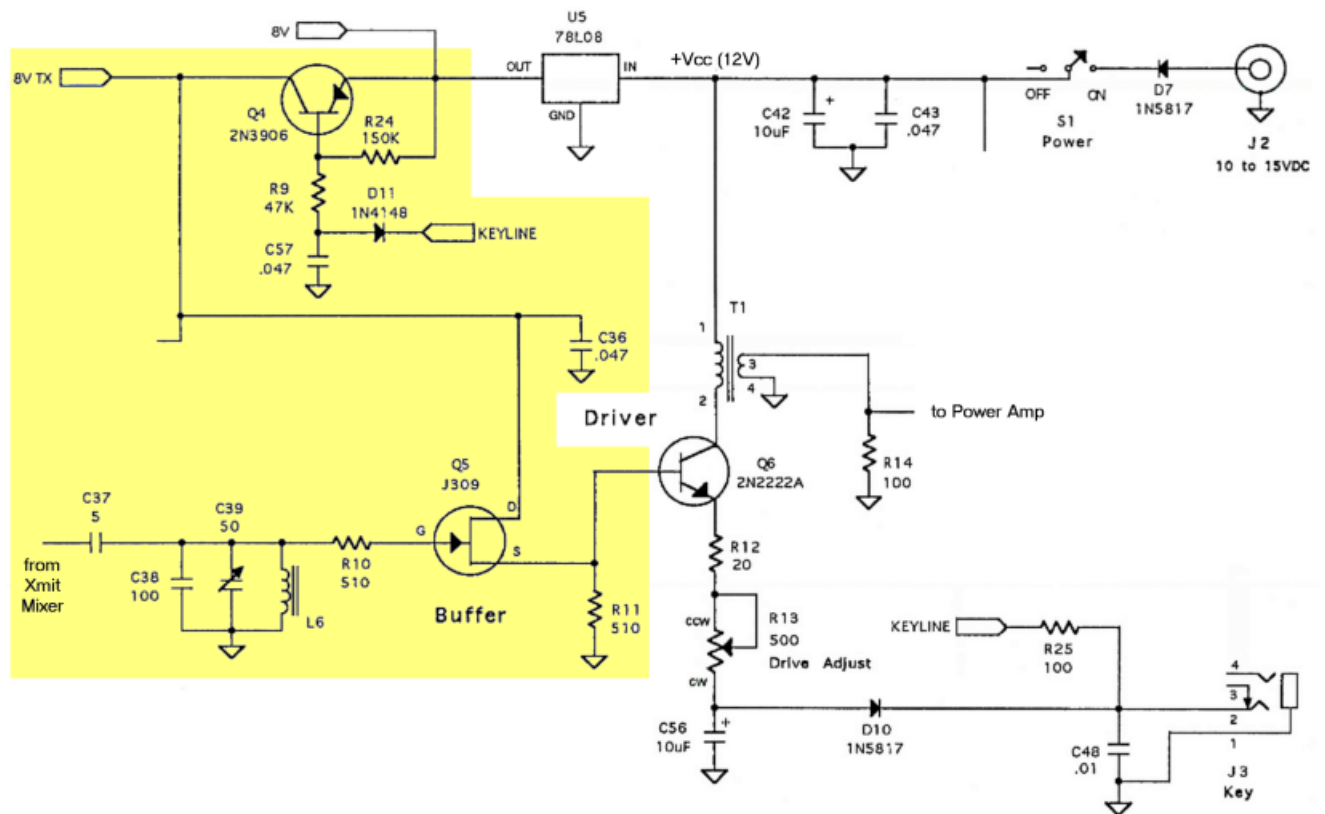 8V
U5
78L08
+Vcc (12V)
8V TX
OUT
IN
GND
Q4
2N3906
R24
150K
C42
10uF
+
C43
.047
OFF
ON
S1
Power
D7
1N5817
J2
10 to 15VDC
R9
47K
D11
1N4148
KEYLINE
C57
.047
C36
.047
T1
1
2
3
4
to Power Amp
Driver
Q6
2N2222A
R14
100
Q5
J309
D
G
S
C37
5
C39
50
from
Xmit
Mixer
C38
100
L6
R10
510
Buffer
R11
510
R12
20
CCW
R13
500
Drive Adjust
CW
KEYLINE
R25
100
C56
10uF
+
D10
1N5817
C48
.01
4
3
2
1
J3
Key